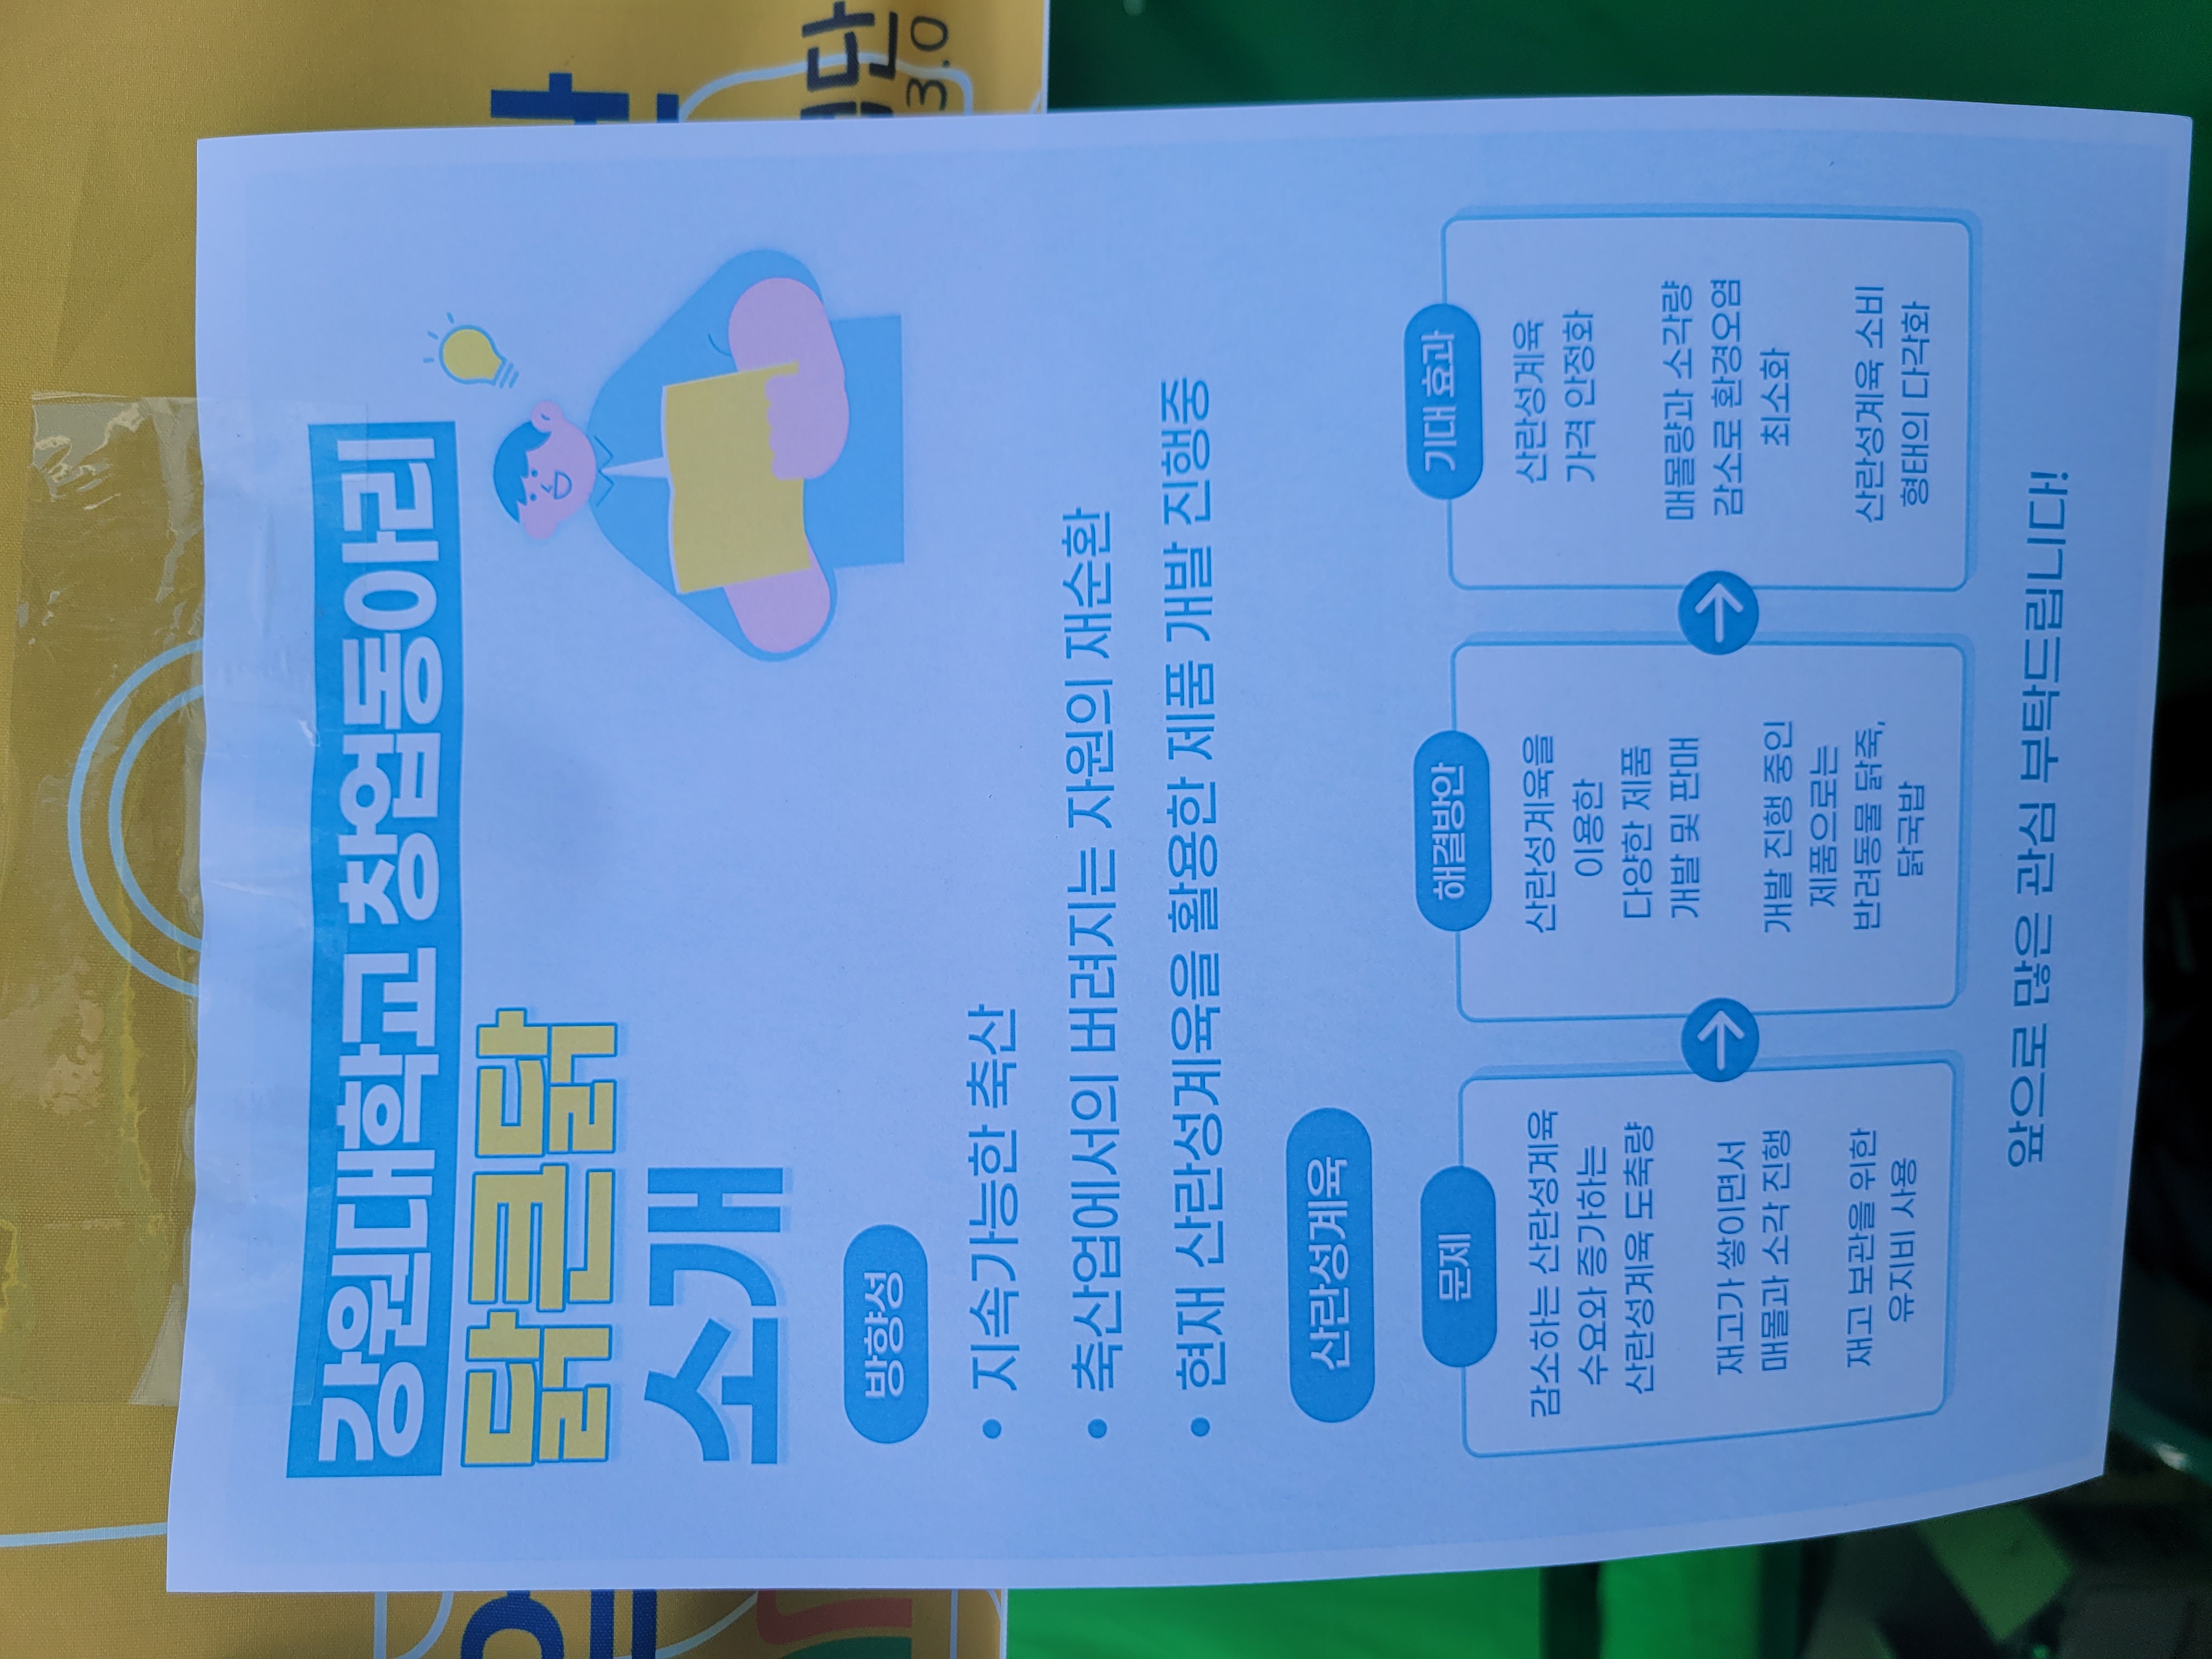 강원대학교 창업동아리
닭큰닭
소개
방향성
• 지속가능한 축산
• 축산업에서의 버려지는 자원의 재순환
• 현재 산란성계육을 활용한 제품 개발 진행중
산란성계육
문제
감소하는 산란성계육
수요와 증가하는
산란성계육 도축량
재고가 쌓이면서
매몰과 소각 진행
재고 보관을 위한
유지비 사용
해결방안
산란성계육을
이용한
다양한 제품
개발 및 판매
개발 진행 중인
제품으로는
반려동물 닭죽,
닭국밥
기대 효과
산란성계육
가격 안정화
매몰량과 소각량
감소로 환경오염
최소화
산란성계육 소비
형태의 다각화
앞으로 많은 관심 부탁드립니다!
단
3.0